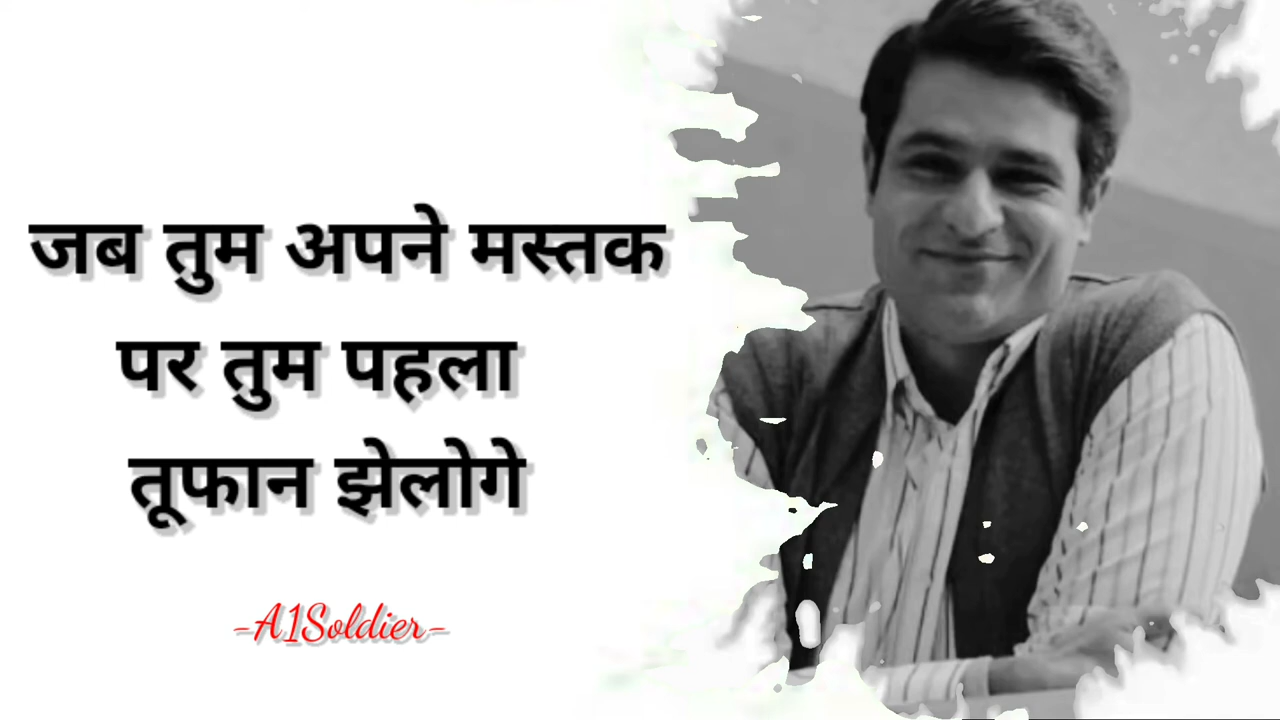 जब तुम अपने मस्तक
पर तुम पहला
तूफान झेलोगे
-A1Soldier-